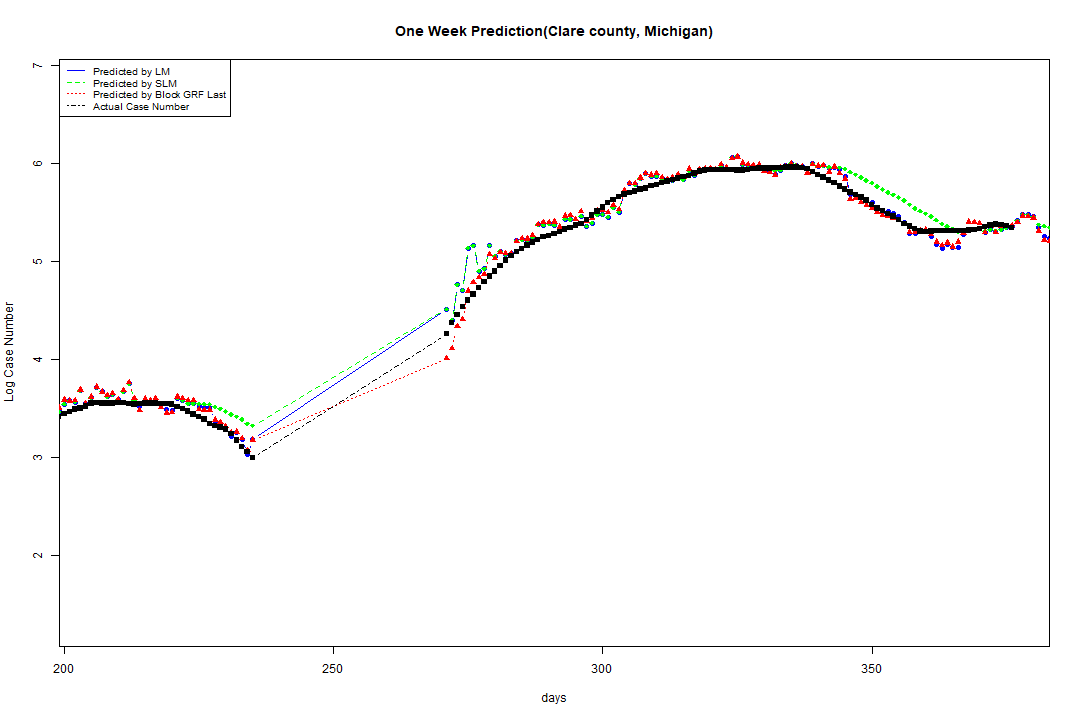 One Week Prediction(Clare county, Michigan)
Predicted by LM
Predicted by SLM
Predicted by Block GRF Last
Actual Case Number
7
6
5
4
3
2
Log Case Number
200 250 300 350
days